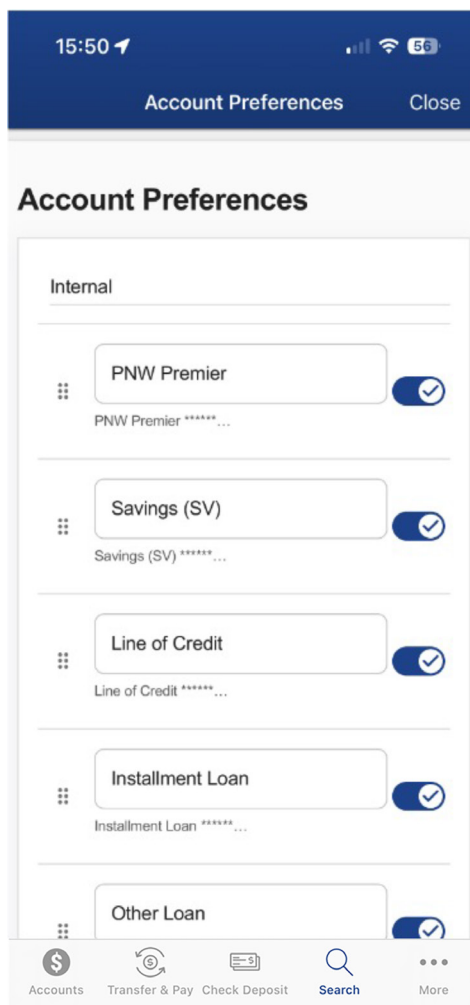 15:50
56
Account Preferences Close
Account Preferences
Internal
PNW Premier
PNW Premier ******...
Savings (SV)
Savings (SV) ******...
Line of Credit
Line of Credit ******...
Installment Loan
Installment Loan ******...
Other Loan
Accounts Transfer & Pay Check Deposit Search More